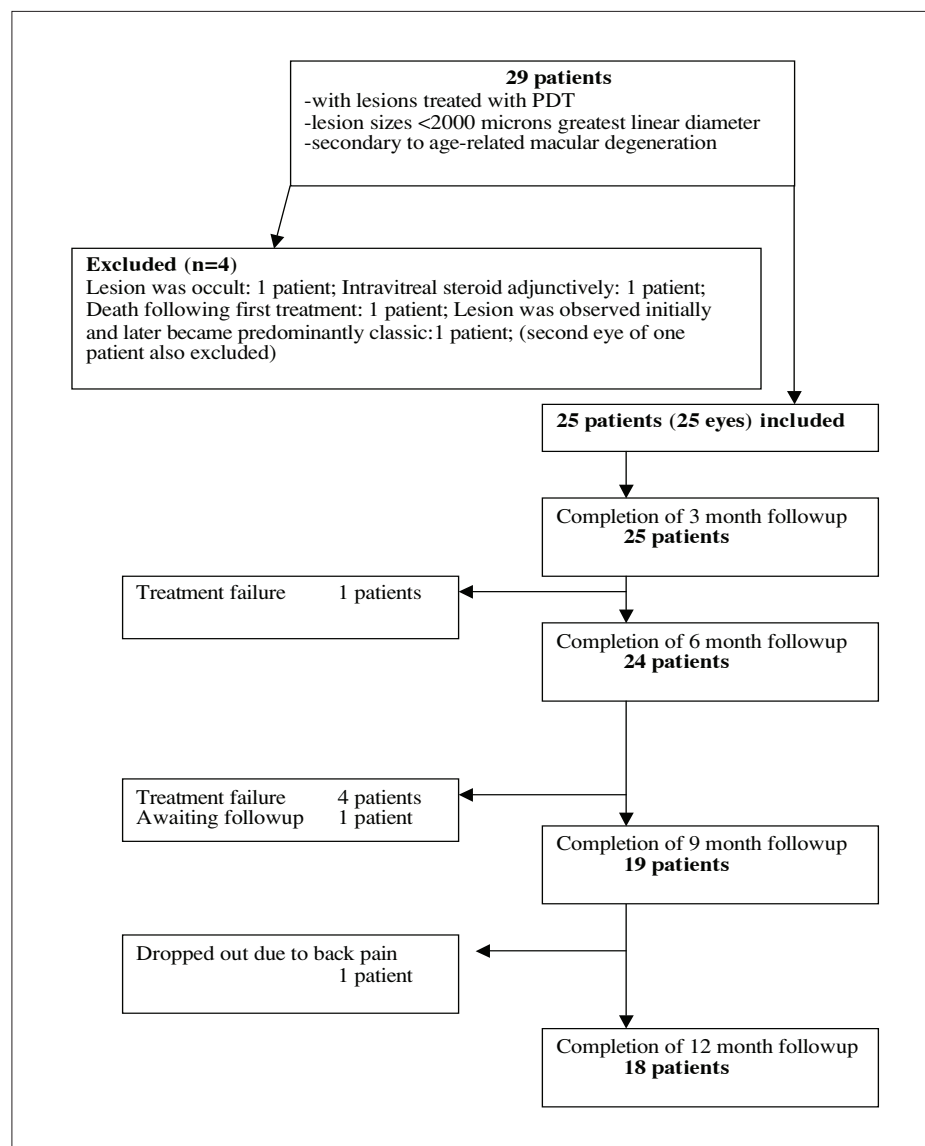 29 patients
-with lesions treated with PDT
-lesion sizes <2000 microns greatest linear diameter
-secondary to age-related macular degeneration
Excluded (n=4)
Lesion was occult: 1 patient; Intravitreal steroid adjunctively: 1 patient;
Death following first treatment: 1 patient; Lesion was observed initially
and later became predominantly classic:1 patient; (second eye of one
patient also excluded)
25 patients (25 eyes) included
Completion of 3 month followup
25 patients
Treatment failure 1 patients
Completion of 6 month followup
24 patients
Treatment failure 4 patients
Awaiting followup 1 patient
Completion of 9 month followup
19 patients
Dropped out due to back pain
1 patient
Completion of 12 month followup
18 patients